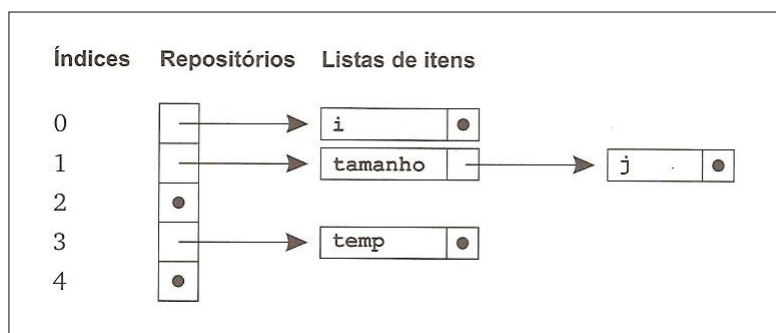 Índices Repositórios Listas de itens
0 i
1 tamanho j
2
3 temp
4